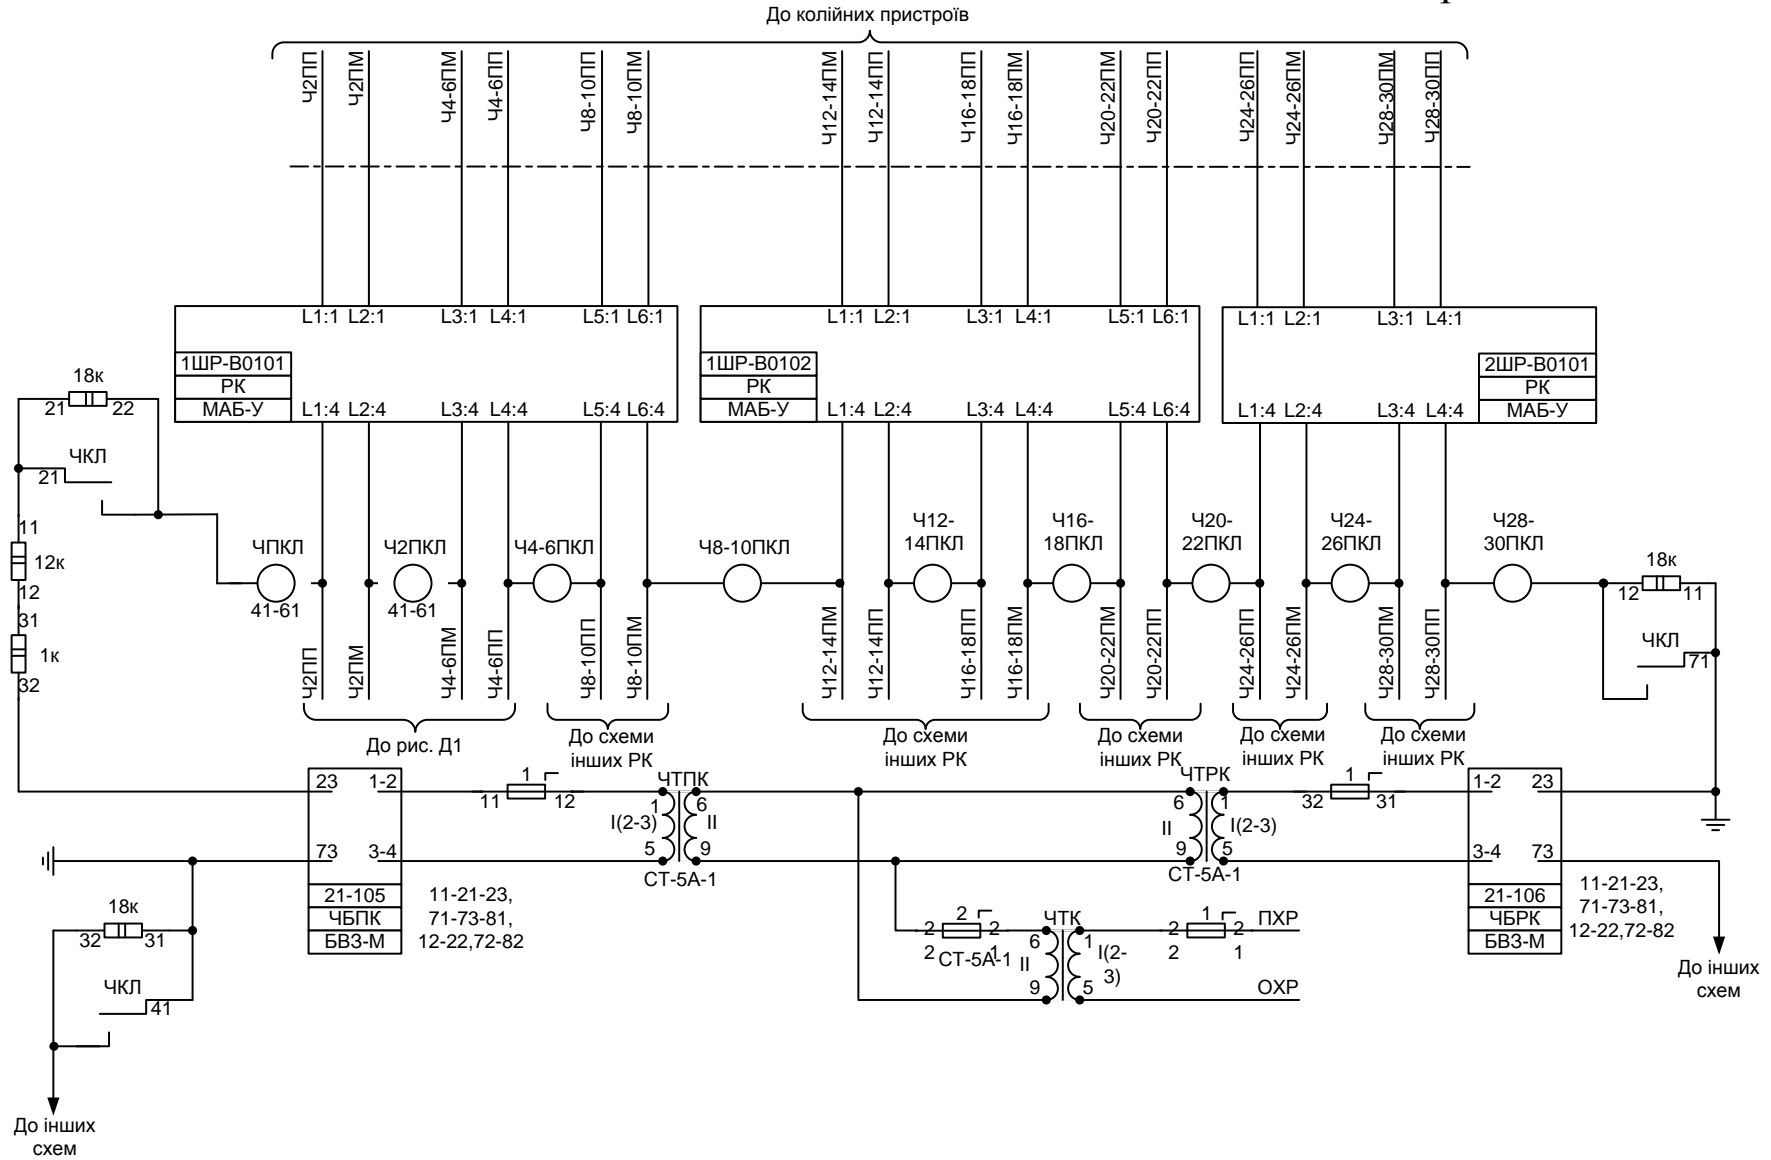 До колійних пристроїв
р
Ч2ПП
Ч2ПМ
Ч4-6ПМ
Ч4-6ПП
Ч8-10ПП
Ч8-10ПМ
Ч12-14ПМ
Ч12-14ПП
Ч16-18ПП
Ч16-18ПМ
Ч20-22ПМ
Ч20-22ПП
Ч24-26ПП
Ч24-26ПМ
Ч28-30ПМ
Ч28-30ПП
L1:1 L2:1 L3:1 L4:1 L5:1 L6:1
1ШР-В0101
РК
МАБ-У
L1:4 L2:4 L3:4 L4:4 L5:4 L6:4
L1:1 L2:1 L3:1 L4:1 L5:1 L6:1
1ШР-В0102
РК
МАБ-У
L1:4 L2:4 L3:4 L4:4 L5:4 L6:4
L1:1 L2:1 L3:1 L4:1
2ШР-В0101
РК
МАБ-У
L1:4 L2:4 L3:4 L4:4
18к
21 22
ЧКЛ
21
11
12к
12
31
1к
32
ЧПКЛ
41-61
Ч2ПКЛ
41-61
Ч4-6ПКЛ
Ч8-10ПКЛ
Ч12-
14ПКЛ
Ч16-
18ПКЛ
Ч20-
22ПКЛ
Ч24-
26ПКЛ
Ч28-
30ПКЛ
18к
12 11
ЧКЛ
71
Ч2ПП
Ч2ПМ
Ч4-6ПМ
Ч4-6ПП
Ч8-10ПП
Ч8-10ПМ
Ч12-14ПМ
Ч12-14ПП
Ч16-18ПП
Ч16-18ПМ
Ч20-22ПМ
Ч20-22ПП
Ч24-26ПП
Ч24-26ПМ
Ч28-30ПМ
Ч28-30ПП
До рис. Д1
До схеми
інших РК
До схеми
інших РК
До схеми
інших РК
До схеми
інших РК
До схеми
інших РК
23 1-2
73 3-4
21-105
ЧБПК
БВЗ-М
11-21-23,
71-73-81,
12-22,72-82
1
11 12
ЧТПК
1 6
I(2-3) II
5 9
СТ-5А-1
ЧТРК
6 1
II I(2-3)
9 5
СТ-5А-1
1
32 31
1-2 23
3-4 73
21-106
ЧБРК
БВЗ-М
11-21-23,
71-73-81,
12-22,72-82
18к
32 31
ЧКЛ
41
До інших
схем
2
2 2
2 1
СТ-5А-1
ЧТК
6 1
II I(2-
3)
9 5
1
2 2
2 1
ПХР
ОХР
До інших
схем